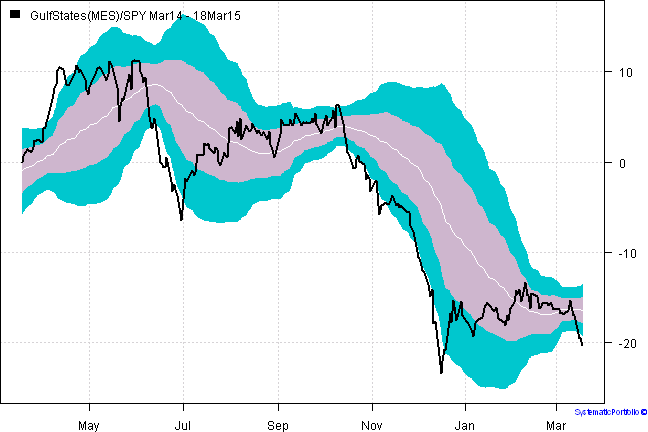 GulfStates(MES)/SPY Mar14 - 18Mar15
10
0
-10
-20
May Jul Sep Nov Jan Mar
SystematicPortfolio ©